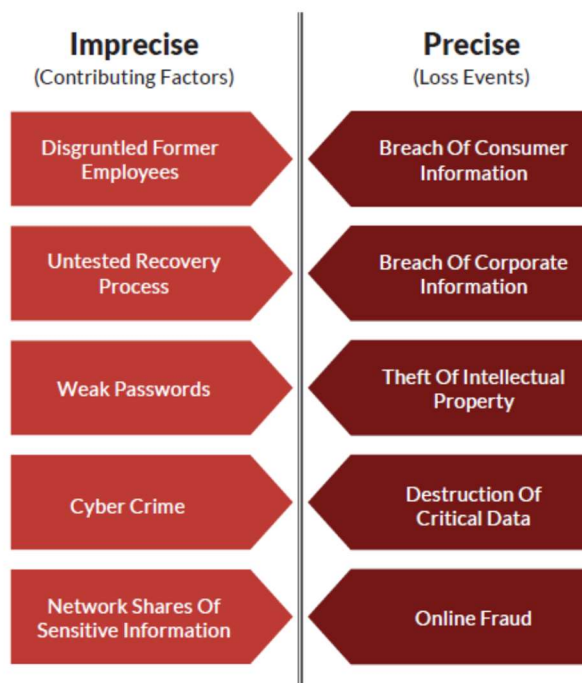 Imprecise
(Contributing Factors)
Precise
(Loss Events)
Disgruntled Former
Employees
Breach Of Consumer
Information
Untested Recovery
Process
Breach Of Corporate
Information
Weak Passwords
Theft Of Intellectual
Property
Cyber Crime
Destruction Of
Critical Data
Network Shares Of
Sensitive Information
Online Fraud